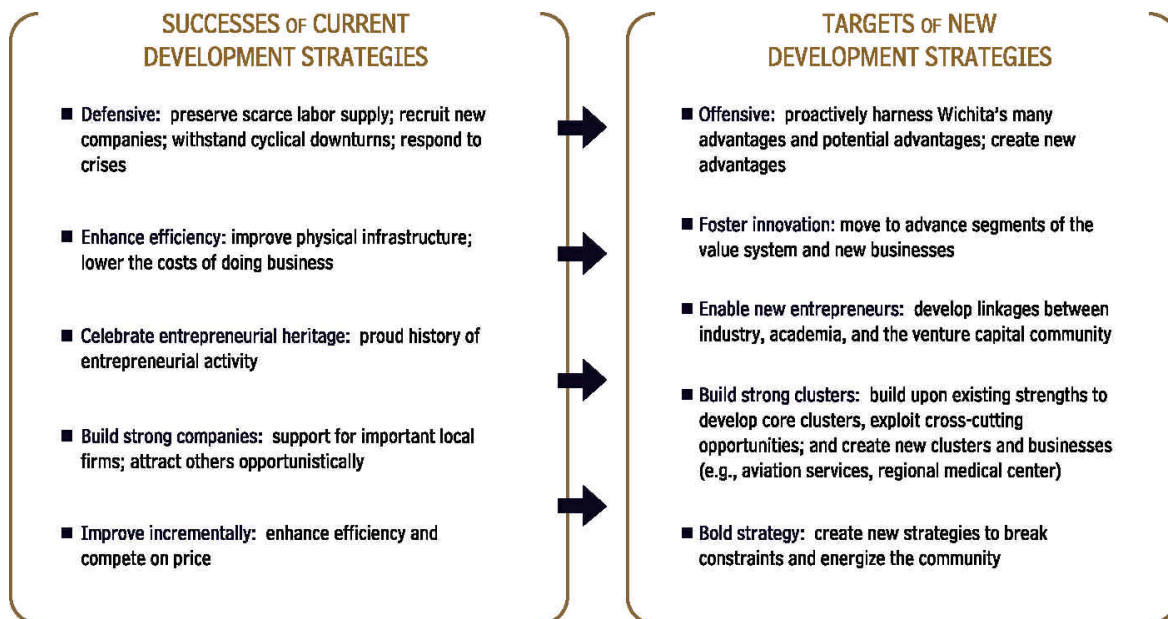 SUCCESSES OF CURRENT
DEVELOPMENT STRATEGIES
■ Defensive: preserve scarce labor supply; recruit new
companies; withstand cyclical downturns; respond to
crises
■ Enhance efficiency: improve physical infrastructure;
lower the costs of doing business
■ Celebrate entrepreneurial heritage: proud history of
entrepreneurial activity
■ Build strong companies: support for important local
firms; attract others opportunistically
■ Improve incrementally: enhance efficiency and
compete on price
TARGETS OF NEW
DEVELOPMENT STRATEGIES
■ Offensive: proactively harness Wichita's many
advantages and potential advantages; create new
advantages
■ Foster innovation: move to advance segments of the
value system and new businesses
■ Enable new entrepreneurs: develop linkages between
industry, academia, and the venture capital community
■ Build strong clusters: build upon existing strengths to
develop core clusters, exploit cross-cutting
opportunities; and create new clusters and businesses
(e.g., aviation services, regional medical center)
■ Bold strategy: create new strategies to break
constraints and energize the community